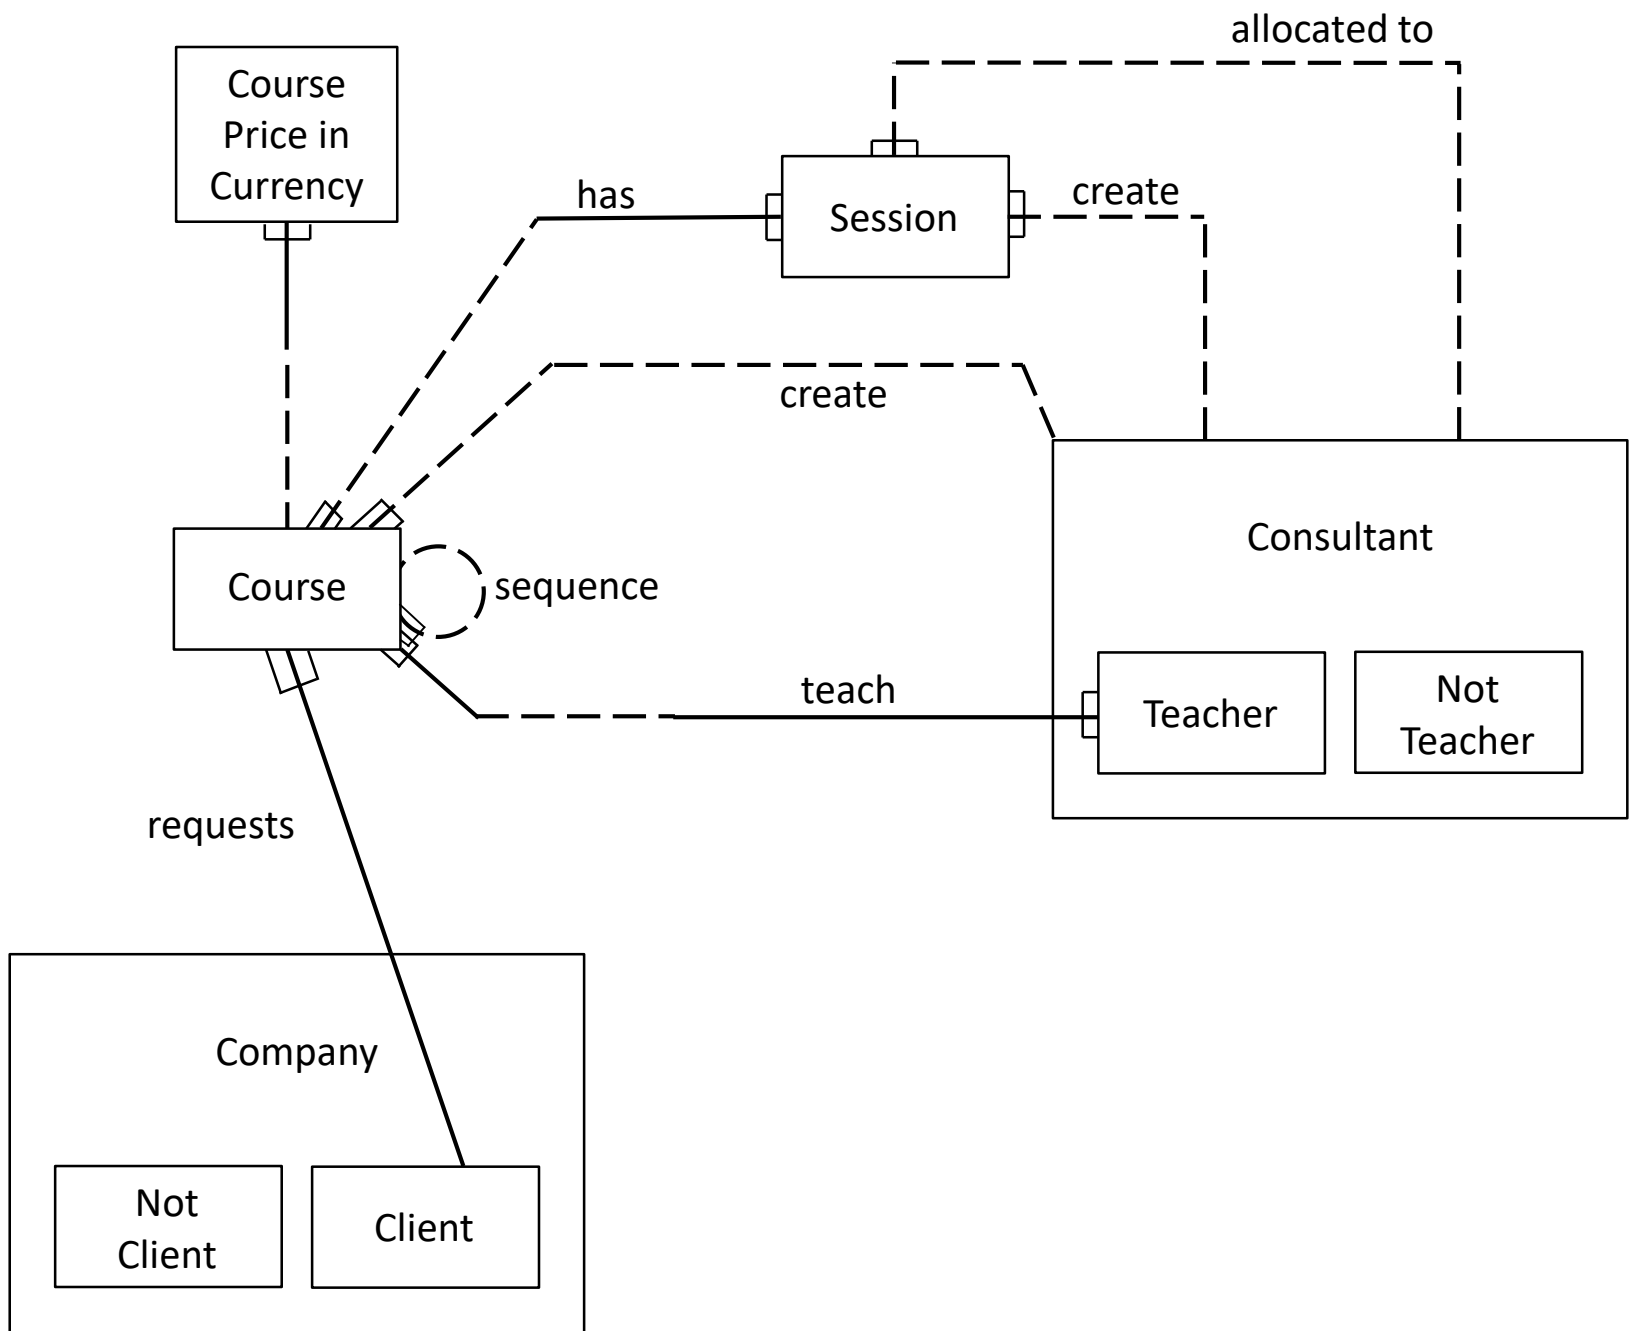 allocated to
Course
Price in
Currency
has
Session
create
create
Consultant
Course
sequence
teach
Teacher
Not
Teacher
requests
Company
Not
Client
Client